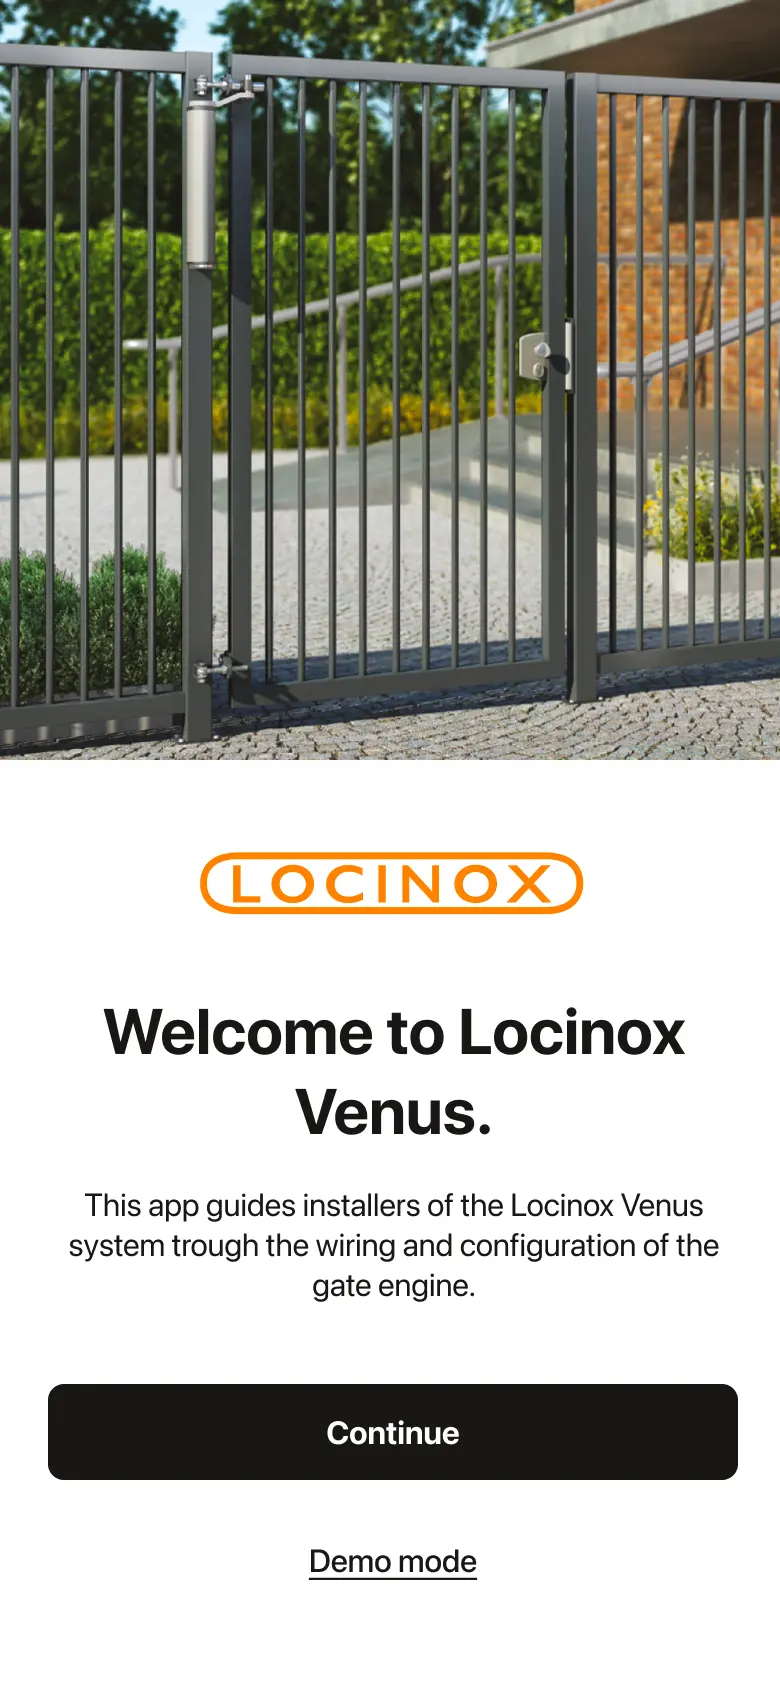 LOCINOX
Welcome to Locinox
Venus.
This app guides installers of the Locinox Venus
system trough the wiring and configuration of the
gate engine.
Continue
Demo mode